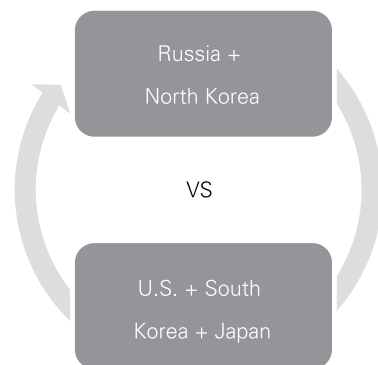 Russia +
North Korea
VS
U.S. + South
Korea + Japan